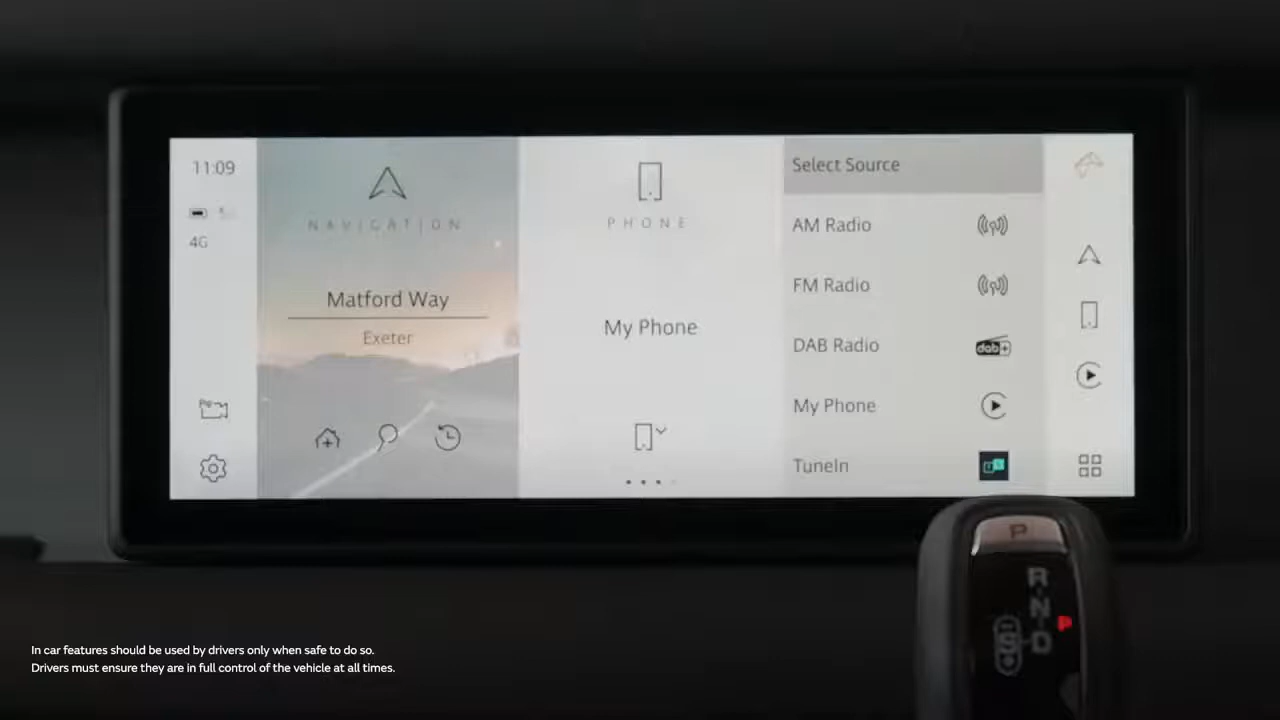 11:09
4G
NAVIGATION
Matford Way
Exeter
PHONE
My Phone
Select Source
AM Radio
FM Radio
DAB Radio
dab+
My Phone
TuneIn
P
R
N
D
S
P
In car features should be used by drivers only when safe to do so.
Drivers must ensure they are in full control of the vehicle at all times.